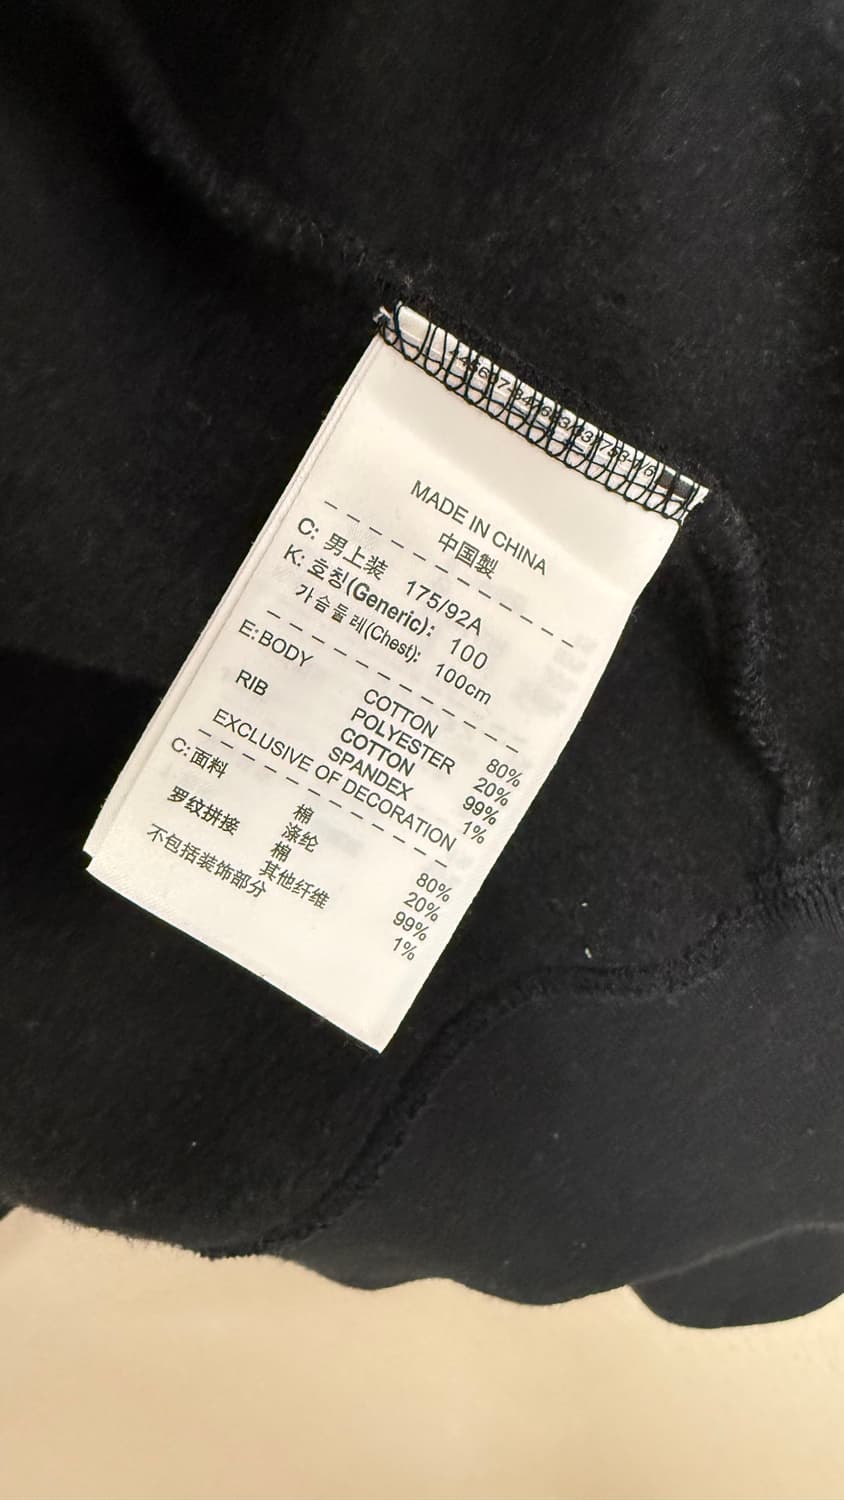 MADE IN CHINA
中国製
C: 男上装 175/92A
K: 호칭(Generic): 100
가슴둘레(Chest): 100cm
E: BODY COTTON 80%
POLYESTER 20%
RIB COTTON 99%
SPANDEX 1%
EXCLUSIVE OF DECORATION
C: 面料 棉 80%
涤纶 20%
罗纹拼接 棉 99%
其他纤维 1%
不包括装饰部分